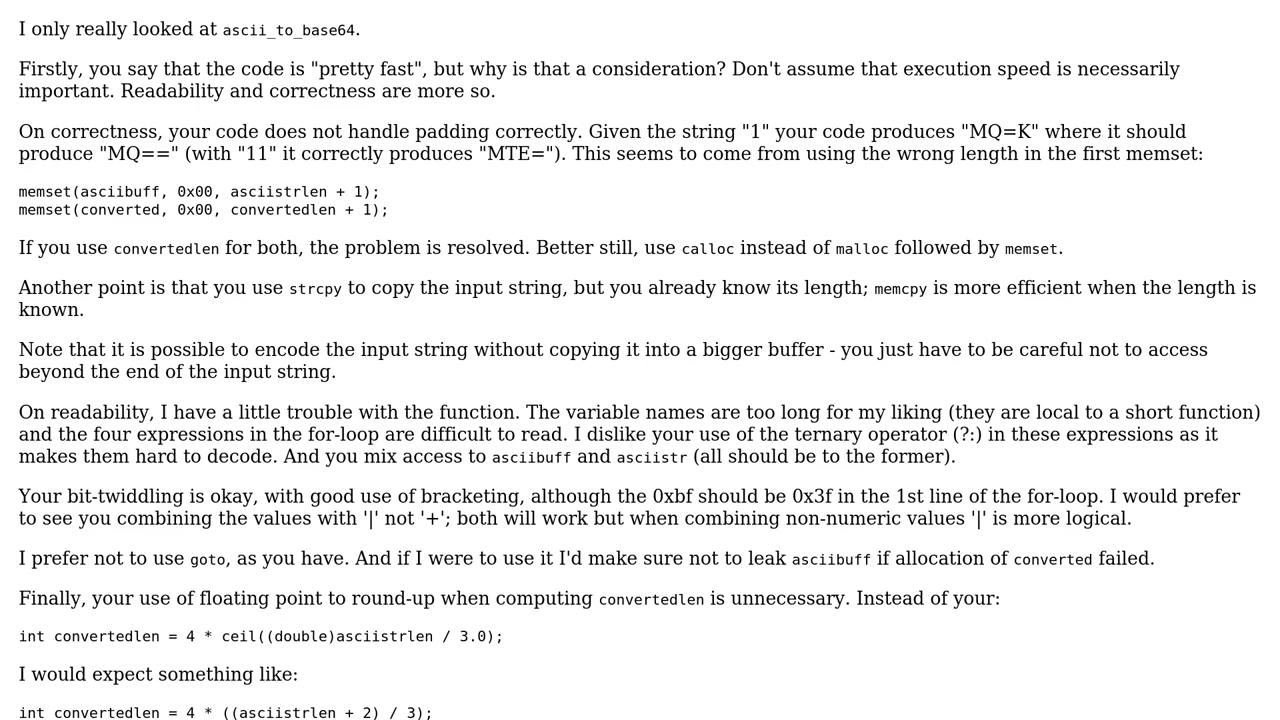 I only really looked at ascii_to_base64.
Firstly, you say that the code is "pretty fast", but why is that a consideration? Don't assume that execution speed is necessarily
important. Readability and correctness are more so.
On correctness, your code does not handle padding correctly. Given the string "1" your code produces "MQ=K" where it should
produce "MQ==" (with "11" it correctly produces "MTE="). This seems to come from using the wrong length in the first memset:
memset(asciibuff, 0x00, asciistrlen + 1);
memset(converted, 0x00, convertedlen + 1);
If you use convertedlen for both, the problem is resolved. Better still, use calloc instead of malloc followed by memset.
Another point is that you use strcpy to copy the input string, but you already know its length; memcpy is more efficient when the length is
known.
Note that it is possible to encode the input string without copying it into a bigger buffer - you just have to be careful not to access
beyond the end of the input string.
On readability, I have a little trouble with the function. The variable names are too long for my liking (they are local to a short function)
and the four expressions in the for-loop are difficult to read. I dislike your use of the ternary operator (?:) in these expressions as it
makes them hard to decode. And you mix access to asciibuff and asciistr (all should be to the former).
Your bit-twiddling is okay, with good use of bracketing, although the 0xbf should be 0x3f in the 1st line of the for-loop. I would prefer
to see you combining the values with '|' not '+'; both will work but when combining non-numeric values '|' is more logical.
I prefer not to use goto, as you have. And if I were to use it I'd make sure not to leak asciibuff if allocation of converted failed.
Finally, your use of floating point to round-up when computing convertedlen is unnecessary. Instead of your:
int convertedlen = 4 * ceil((double)asciistrlen / 3.0);
I would expect something like:
int convertedlen = 4 * ((asciistrlen + 2) / 3);